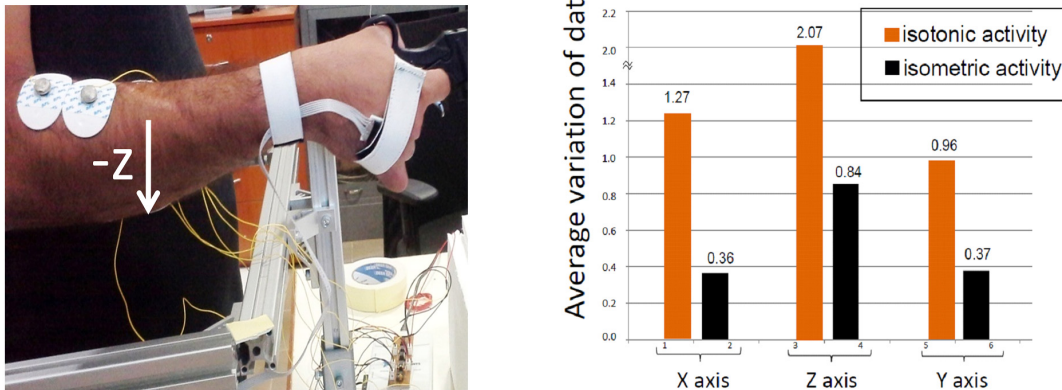 -Z
Average variation of dat
2.2
2.0
1.4
1.2
1.0
0.8
0.6
0.4
0.2
0.0
isotonic activity
isometric activity
1.27
0.36
2.07
0.84
0.96
0.37
1 2 3 4 5 6
X axis Z axis Y axis